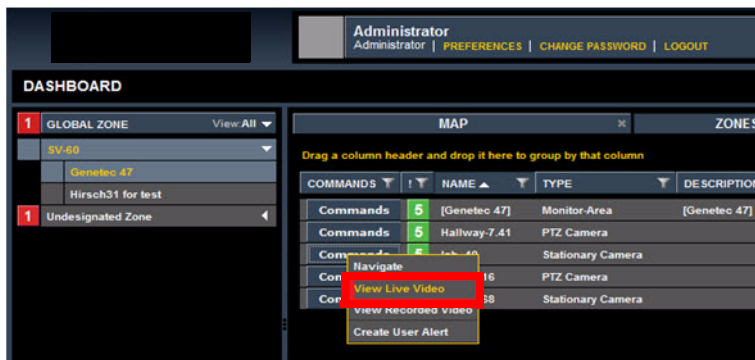 Administrator
Administrator | PREFERENCES | CHANGE PASSWORD | LOGOUT
DASHBOARD
1 GLOBAL ZONE View:All
SV-60
Genetec 47
Hirsch31 for test
1 Undesignated Zone
MAP × ZONES
Drag a column header and drop it here to group by that column
COMMANDS ! NAME TYPE DESCRIPTION
Commands 5 [Genetec 47] Monitor-Area [Genetec 47]
Commands 5 Hallway-7.41 PTZ Camera
Stationary Camera
16 PTZ Camera
68 Stationary Camera
Navigate
View Live Video
View Recorded Video
Create User Alert